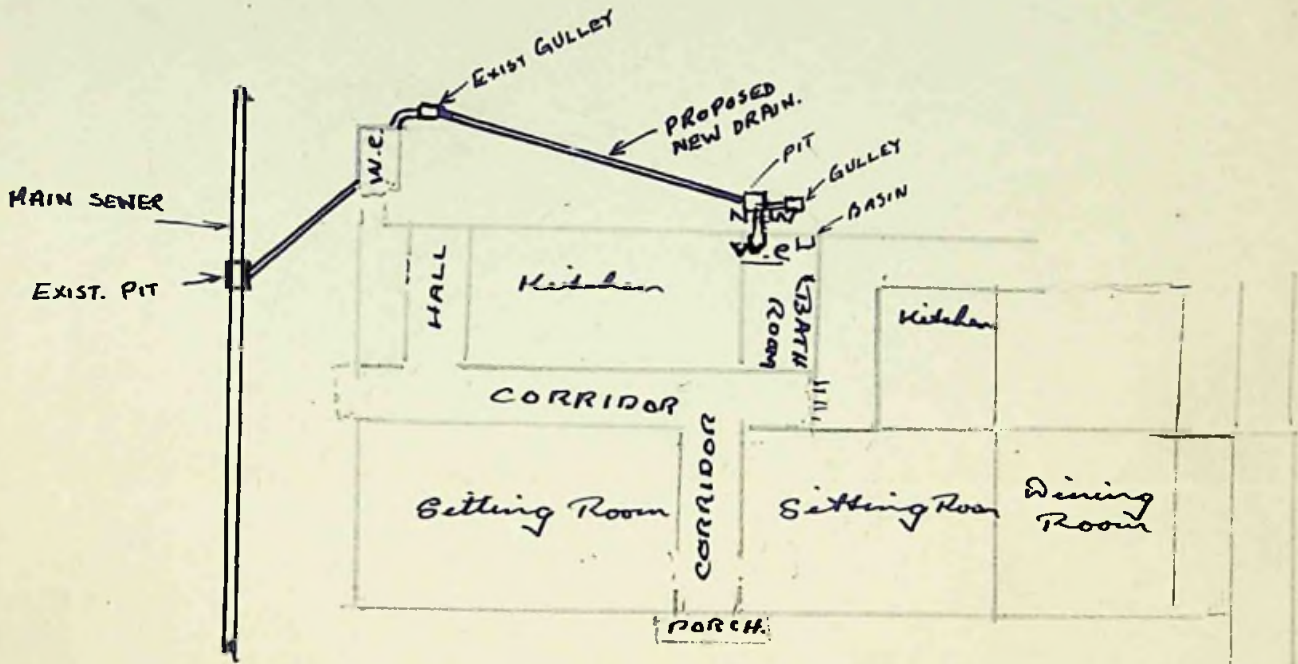 EXIST GULLEY
PROPOSED
NEW DRAIN.
PIT
GULLEY
BASIN
W.C.
MAIN SEWER
EXIST. PIT
HALL
Kitchen
W.C
BATH
ROOM
Kitchen
CORRIDOR
CORRIDOR
Sitting Room
Sitting Room
Dining
Room
PORCH.